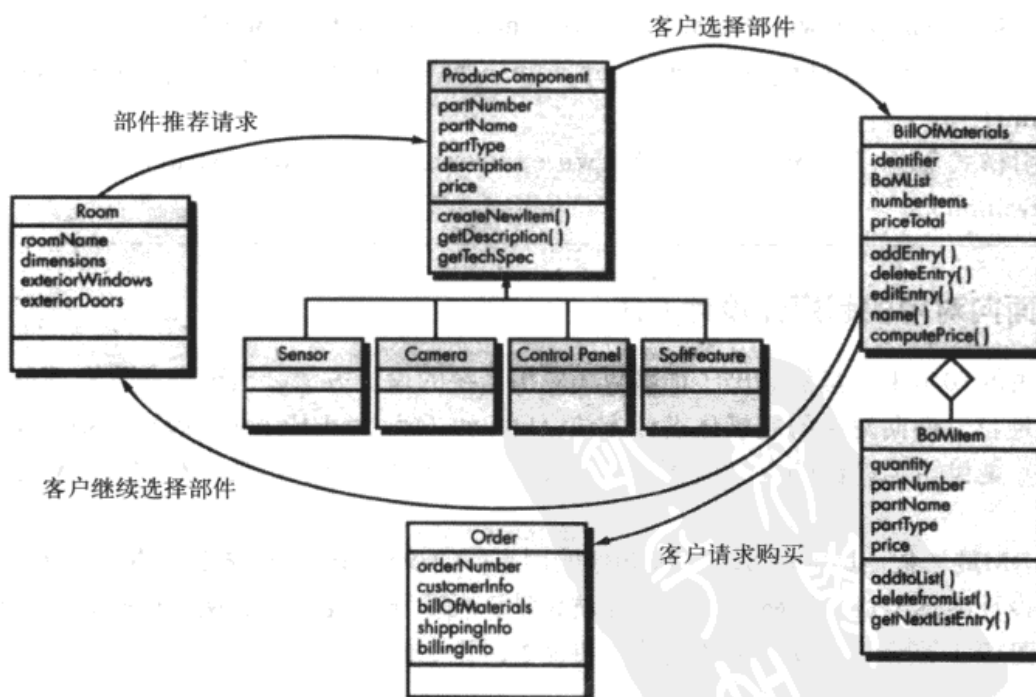 客户选择部件
ProductComponent
partNumber
partName
partType
description
price
createNewItem( )
getDescription( )
getTechSpec
部件推荐请求
BillOfMaterials
identifier
BoMList
numberItems
priceTotal
addEntry( )
deleteEntry( )
editEntry( )
name( )
computePrice( )
Room
roomName
dimensions
exteriorWindows
exteriorDoors
Sensor
Camera
Control Panel
SoftFeature
BoMItem
quantity
partNumber
partName
partType
price
addtoList( )
deletefromList( )
getNextListEntry( )
客户继续选择部件
Order
orderNumber
customerInfo
billOfMaterials
shippingInfo
billingInfo
客户请求购买